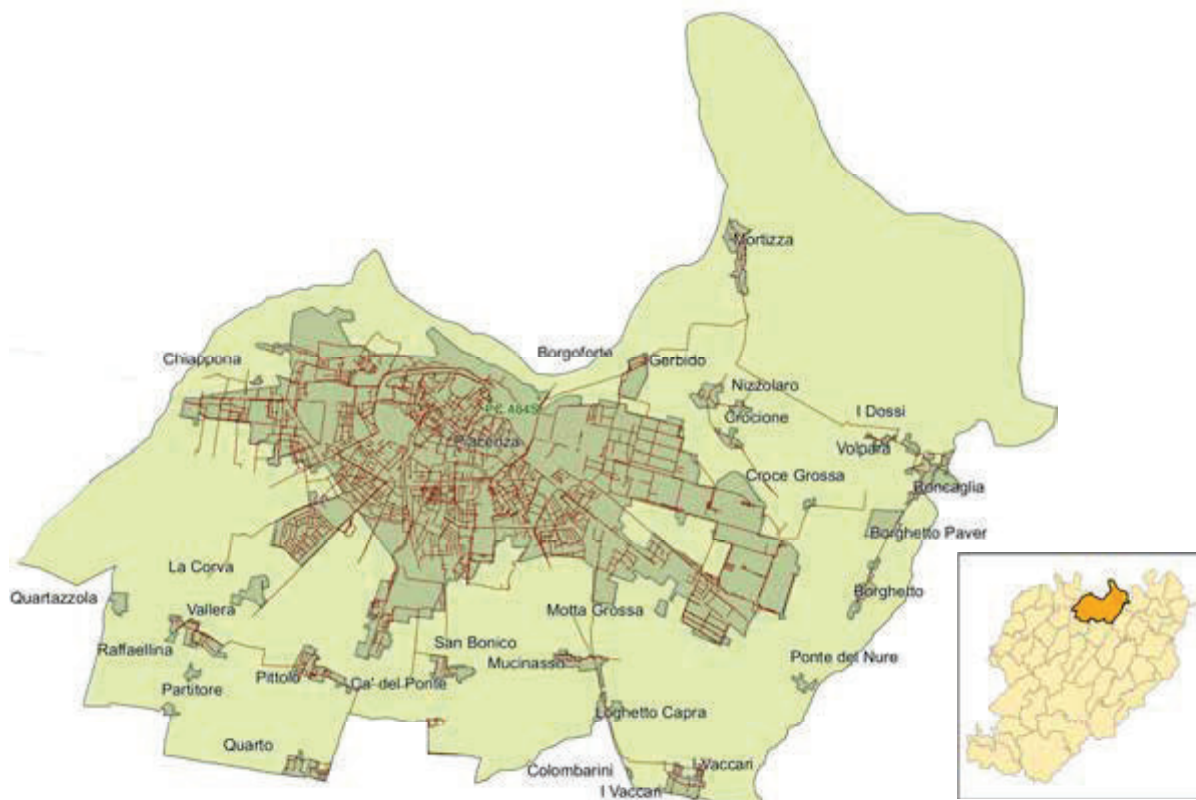 Mortizza
Chiappona
Borgoforte
Gerbido
Nizzolaro
Crocione
I Dossi
Piacenza
Volpara
Croce Grossa
Roncaglia
Borghetto Paver
La Corva
Quartazzola
Vallera
Motta Grossa
Borghetto
Raffaellina
San Bonico
Mucinasso
Ponte del Nure
Pittolo
Ca' del Ponte
Partitore
Loghetto Capra
Quarto
Colombarini
I Vaccari
I Vaccari